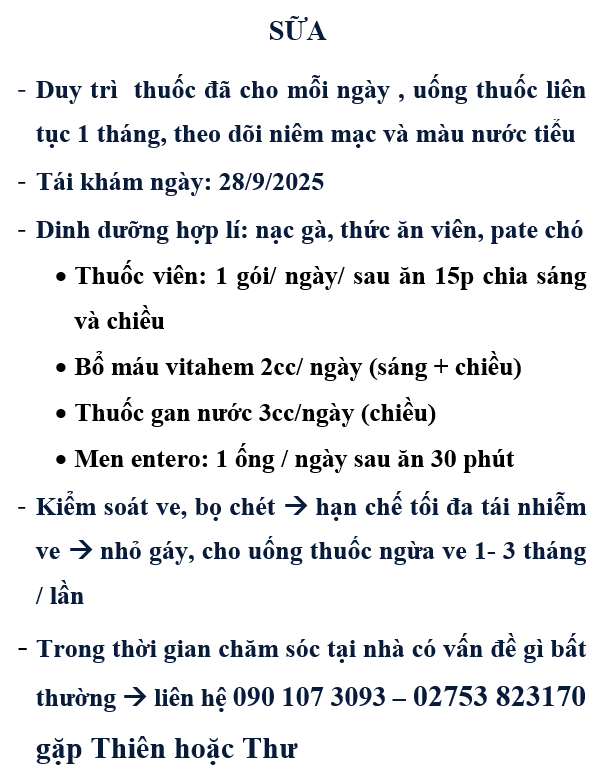 SỮA
- Duy trì thuốc đã cho mỗi ngày , uống thuốc liên
tục 1 tháng, theo dõi niêm mạc và màu nước tiểu
- Tái khám ngày: 28/9/2025
- Dinh dưỡng hợp lí: nạc gà, thức ăn viên, pate chó
• Thuốc viên: 1 gói/ ngày/ sau ăn 15p chia sáng
và chiều
• Bổ máu vitahem 2cc/ ngày (sáng + chiều)
• Thuốc gan nước 3cc/ngày (chiều)
• Men entero: 1 ống / ngày sau ăn 30 phút
- Kiểm soát ve, bọ chét → hạn chế tối đa tái nhiễm
ve → nhỏ gáy, cho uống thuốc ngừa ve 1- 3 tháng
/ lần
- Trong thời gian chăm sóc tại nhà có vấn đề gì bất
thường → liên hệ 090 107 3093 – 02753 823170
gặp Thiên hoặc Thư